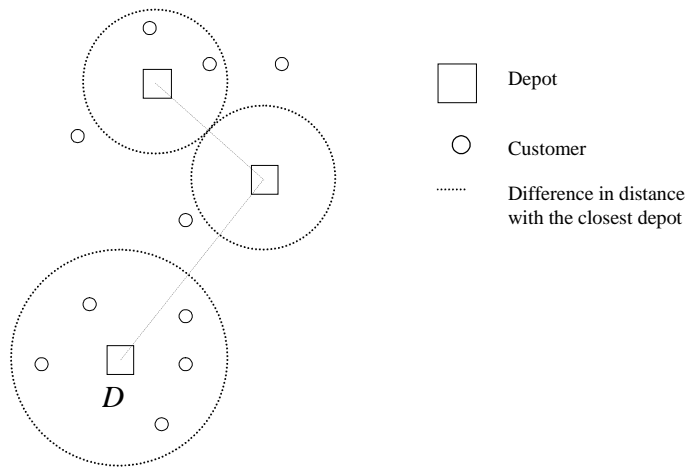 Depot
Customer
Difference in distance
with the closest depot
D